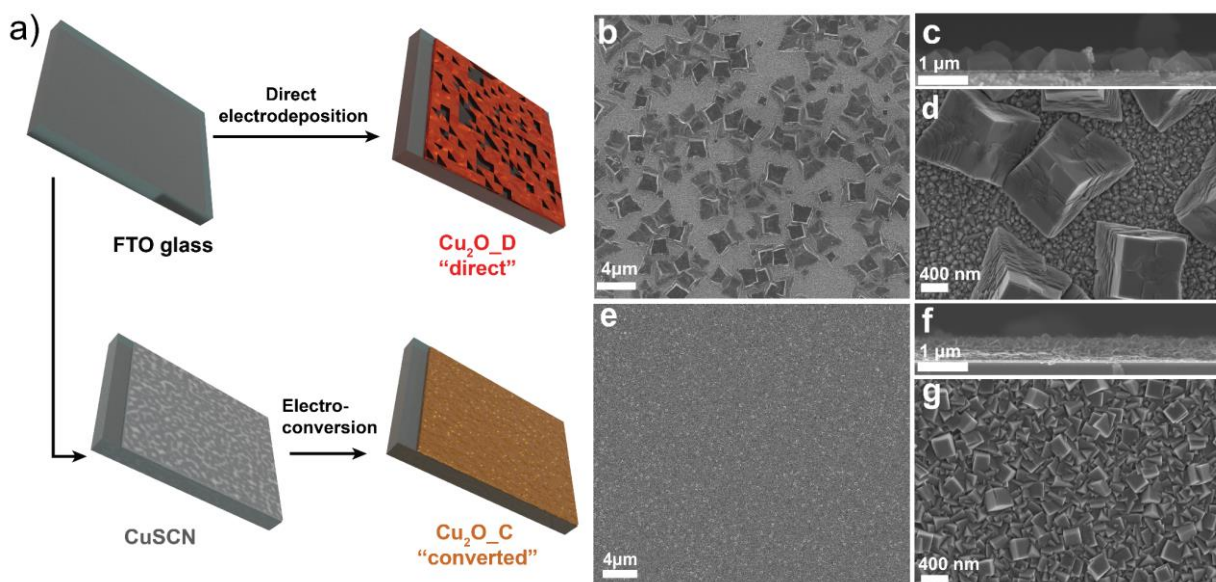 a)
Direct
electrodeposition
FTO glass
Cu₂O_D
“direct”
CuSCN
Electro-
conversion
Cu₂O_C
“converted”
b
4μm
c
1 μm
d
400 nm
e
4μm
f
1 μm
g
400 nm